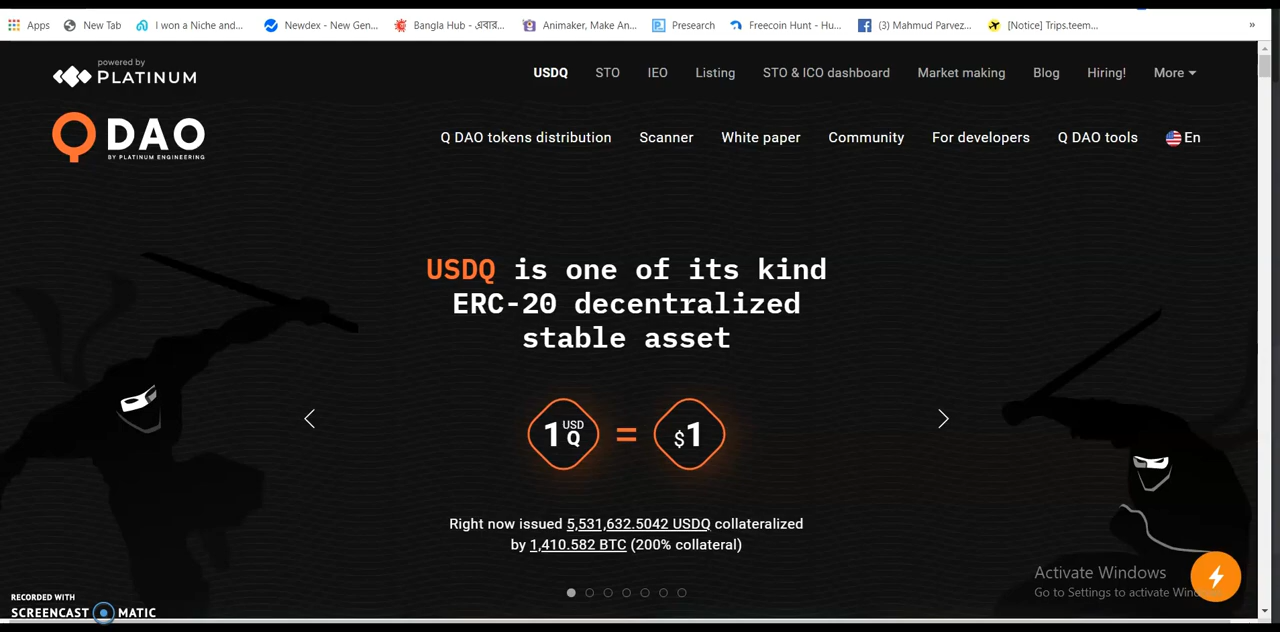 Apps New Tab I won a Niche and... Newdex - New Gen... Bangla Hub - এবার... Animaker, Make An... Presearch Freecoin Hunt - Hu... (3) Mahmud Parvez... [Notice] Trips.teem... »
powered by
PLATINUM
USDQ STO IEO Listing STO & ICO dashboard Market making Blog Hiring! More
Q DAO
BY PLATINUM ENGINEERING
Q DAO tokens distribution Scanner White paper Community For developers Q DAO tools En
USDQ is one of its kind
ERC-20 decentralized
stable asset
1 USD Q = $1
Right now issued 5,531,632.5042 USDQ collateralized
by 1,410.582 BTC (200% collateral)
Activate Windows
Go to Settings to activate Win
RECORDED WITH
SCREENCAST MATIC